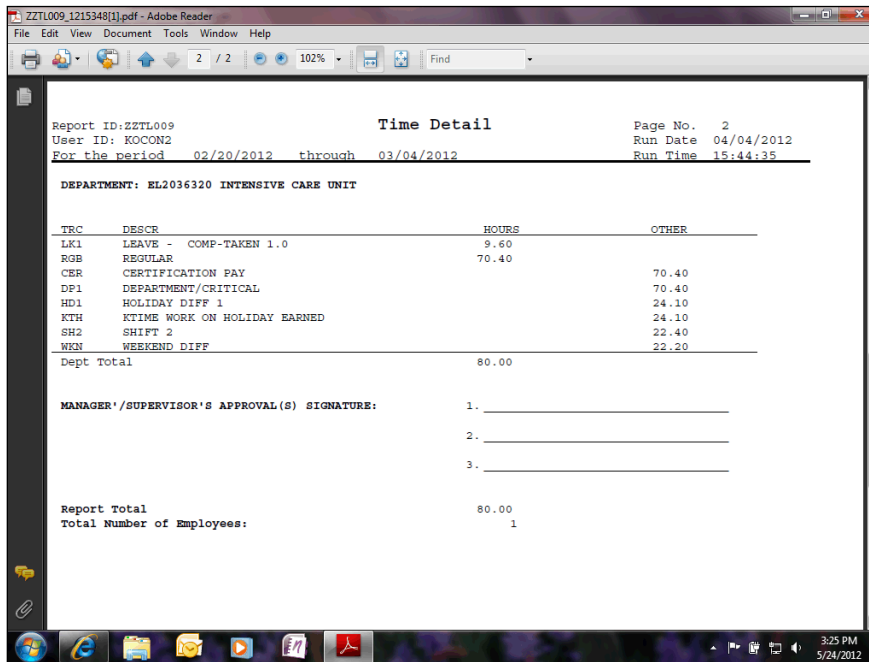 ZZTL009_1215348[1].pdf - Adobe Reader
File Edit View Document Tools Window Help
2 / 2 102% Find
Report ID:ZZTL009 Time Detail Page No. 2
User ID: KOCON2 Run Date 04/04/2012
For the period 02/20/2012 through 03/04/2012 Run Time 15:44:35
DEPARTMENT: EL2036320 INTENSIVE CARE UNIT
TRC DESCR HOURS OTHER
LK1 LEAVE - COMP-TAKEN 1.0 9.60
RGB REGULAR 70.40
CER CERTIFICATION PAY 70.40
DP1 DEPARTMENT/CRITICAL 70.40
HD1 HOLIDAY DIFF 1 24.10
KTH KTIME WORK ON HOLIDAY EARNED 24.10
SH2 SHIFT 2 22.40
WKN WEEKEND DIFF 22.20
Dept Total 80.00
MANAGER'/SUPERVISOR'S APPROVAL(S) SIGNATURE: 1.
2.
3.
Report Total 80.00
Total Number of Employees: 1
3:25 PM
5/24/2012